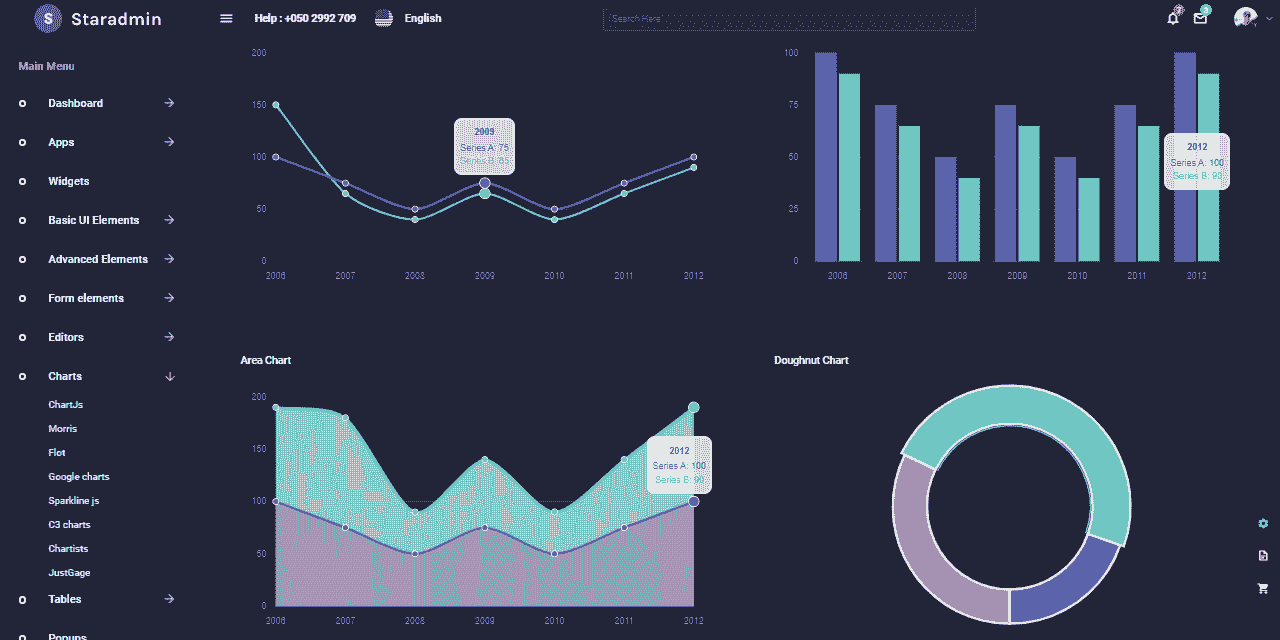 S Staradmin
Help : +050 2992 709
English
Search Here
2
3
Main Menu
Dashboard
Apps
Widgets
Basic UI Elements
Advanced Elements
Form elements
Editors
Charts
ChartJs
Morris
Flot
Google charts
Sparkline js
C3 charts
Chartists
JustGage
Tables
Popups
200
150
100
50
0
2006 2007 2008 2009 2010 2011 2012
2009
Series A: 75
Series B: 65
100
75
50
25
0
2006 2007 2008 2009 2010 2011 2012
2012
Series A: 100
Series B: 90
Area Chart
200
150
100
50
0
2006 2007 2008 2009 2010 2011 2012
2012
Series A: 100
Series B: 90
Doughnut Chart